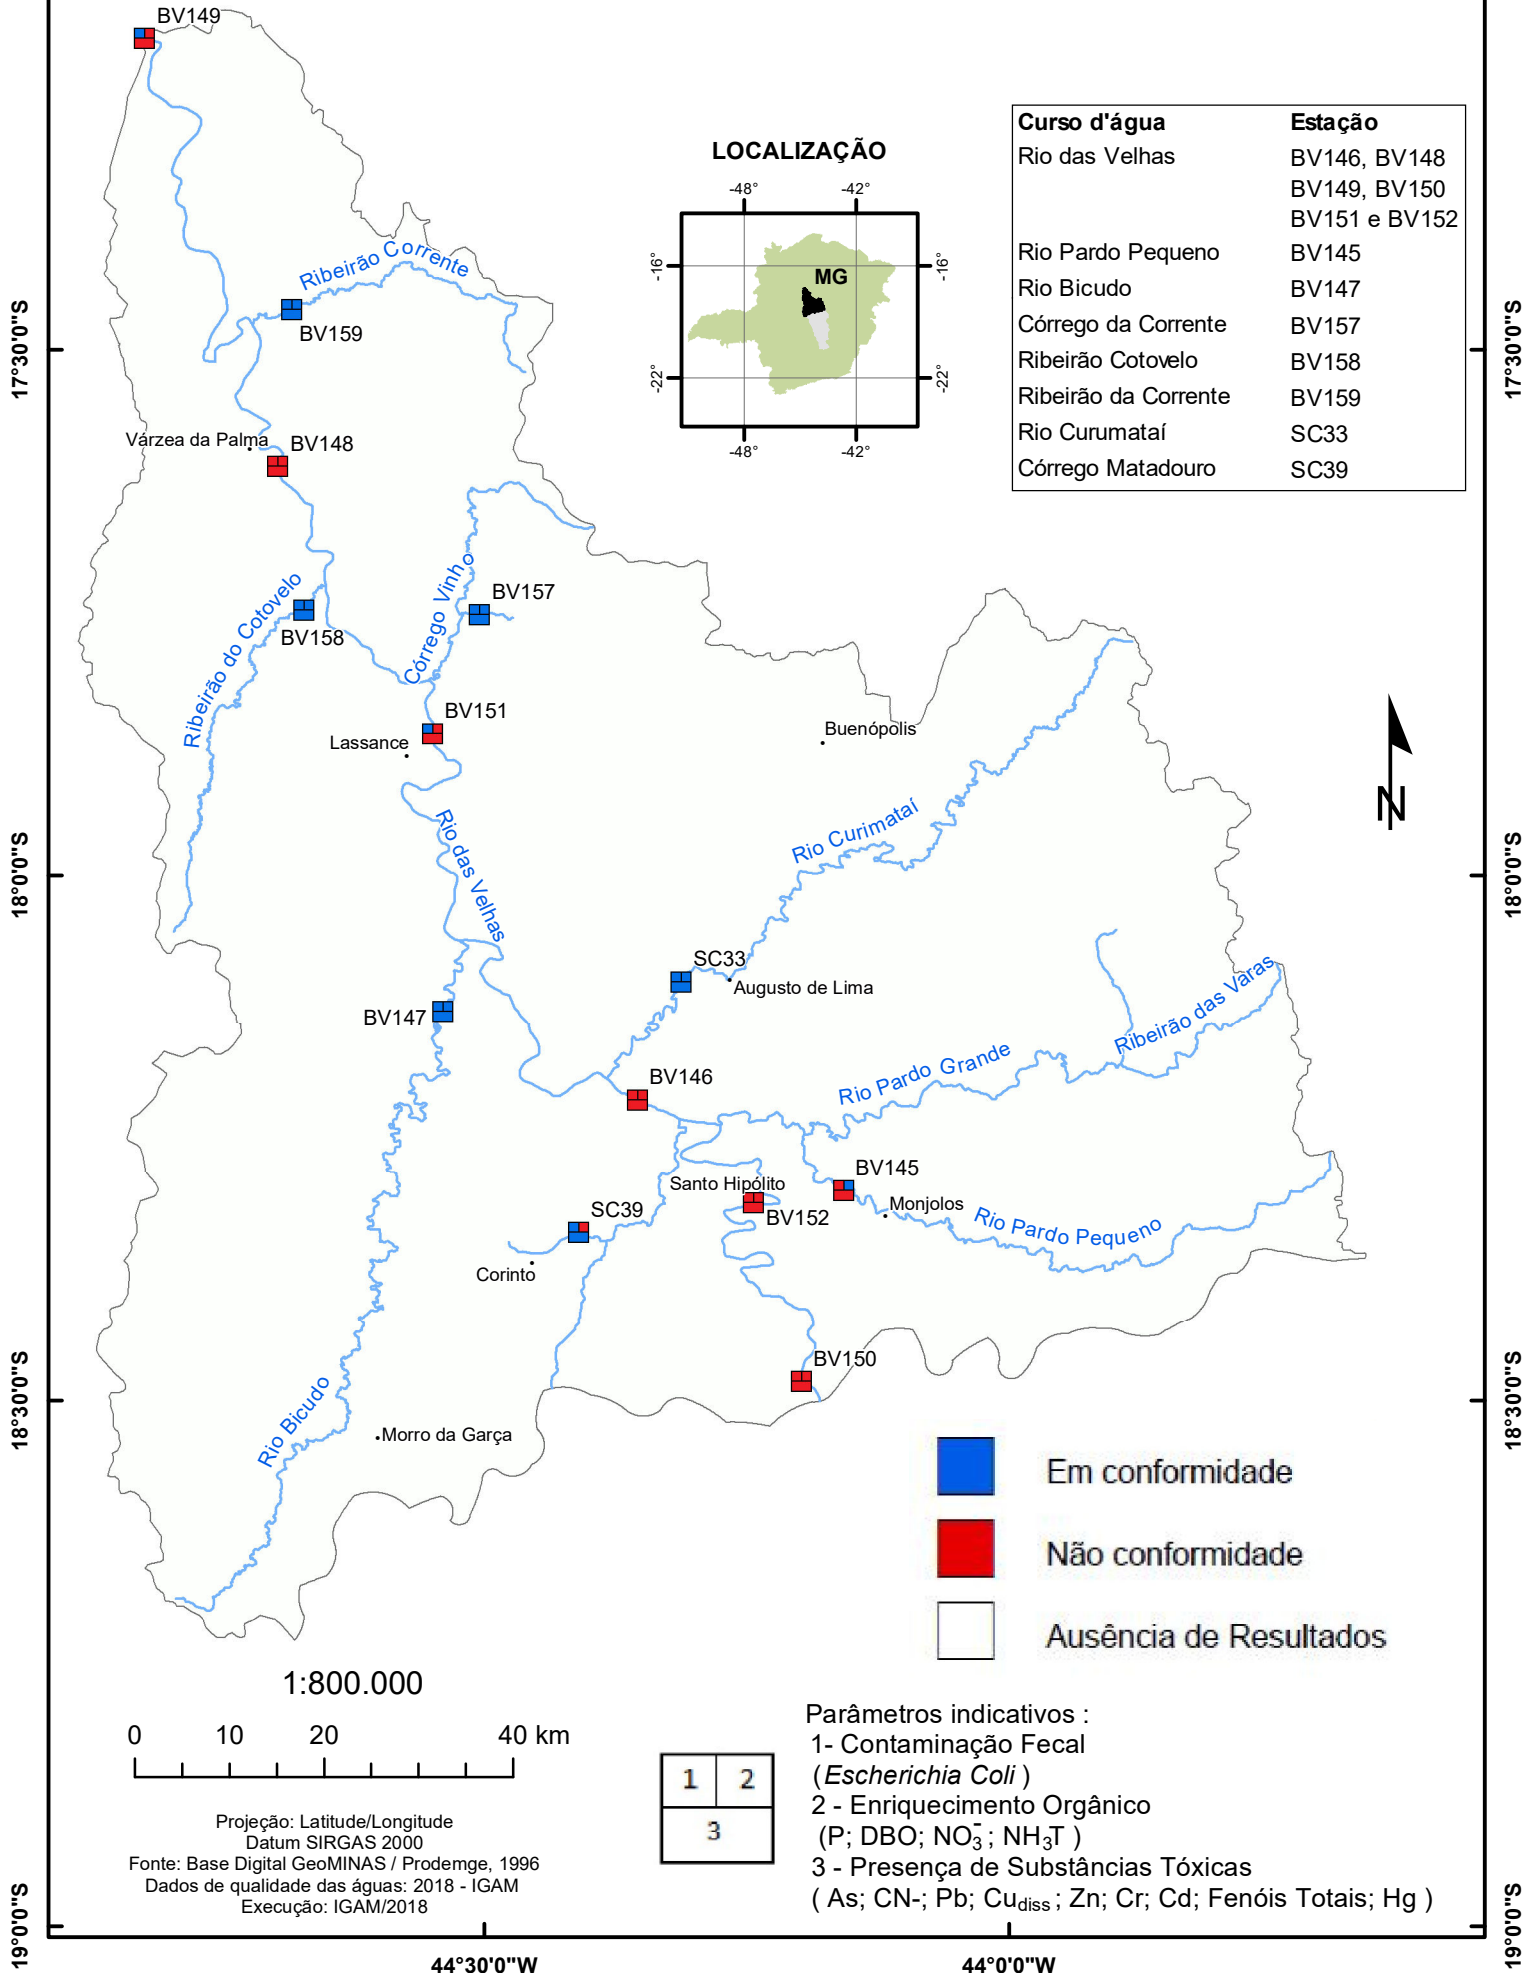 BV149
LOCALIZAÇÃO
-48°
-42°
-16°
-16°
MG
-22°
-22°
-48°
-42°
Curso d'água Estação
Rio das Velhas BV146, BV148
BV149, BV150
BV151 e BV152
Rio Pardo Pequeno BV145
Rio Bicudo BV147
Córrego da Corrente BV157
Ribeirão Cotovelo BV158
Ribeirão da Corrente BV159
Rio Curumataí SC33
Córrego Matadouro SC39
Ribeirão Corrente
BV159
17°30'0"S
17°30'0"S
Várzea da Palma
BV148
Córrego Vinho
BV157
Ribeirão do Cotovelo
BV158
BV151
Lassance
Buenópolis
N
Rio das Velhas
Rio Curimataí
18°0'0"S
18°0'0"S
SC33
Augusto de Lima
Ribeirão das Varas
BV147
Rio Pardo Grande
BV146
BV145
Santo Hipólito
Monjolos
BV152
Rio Pardo Pequeno
SC39
Corinto
BV150
18°30'0"S
18°30'0"S
Rio Bicudo
Morro da Garça
Em conformidade
Não conformidade
Ausência de Resultados
1:800.000
0 10 20 40 km
Projeção: Latitude/Longitude
Datum SIRGAS 2000
Fonte: Base Digital GeoMINAS / Prodemge, 1996
Dados de qualidade das águas: 2018 - IGAM
Execução: IGAM/2018
1 2
3
Parâmetros indicativos :
1- Contaminação Fecal
(Escherichia Coli )
2 - Enriquecimento Orgânico
(P; DBO; NO₃⁻; NH₃T )
3 - Presença de Substâncias Tóxicas
( As; CN-; Pb; Cudiss ; Zn; Cr; Cd; Fenóis Totais; Hg )
19°0'0"S
19°0'0"S
44°30'0"W
44°0'0"W